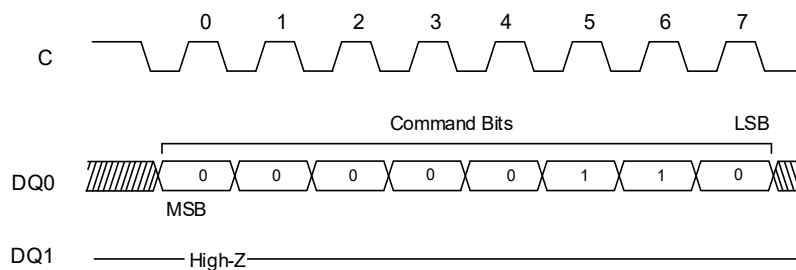 0 1 2 3 4 5 6 7
C
Command Bits LSB
DQ0 0 0 0 0 0 1 1 0
MSB
DQ1 High-Z